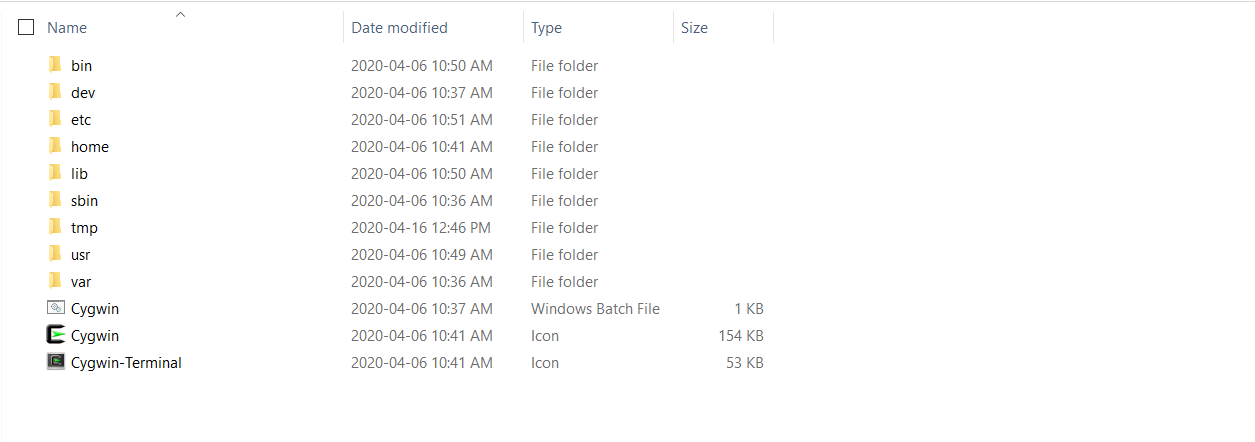 Name Date modified Type Size
bin 2020-04-06 10:50 AM File folder
dev 2020-04-06 10:37 AM File folder
etc 2020-04-06 10:51 AM File folder
home 2020-04-06 10:41 AM File folder
lib 2020-04-06 10:50 AM File folder
sbin 2020-04-06 10:36 AM File folder
tmp 2020-04-16 12:46 PM File folder
usr 2020-04-06 10:49 AM File folder
var 2020-04-06 10:36 AM File folder
Cygwin 2020-04-06 10:37 AM Windows Batch File 1 KB
Cygwin 2020-04-06 10:41 AM Icon 154 KB
Cygwin-Terminal 2020-04-06 10:41 AM Icon 53 KB